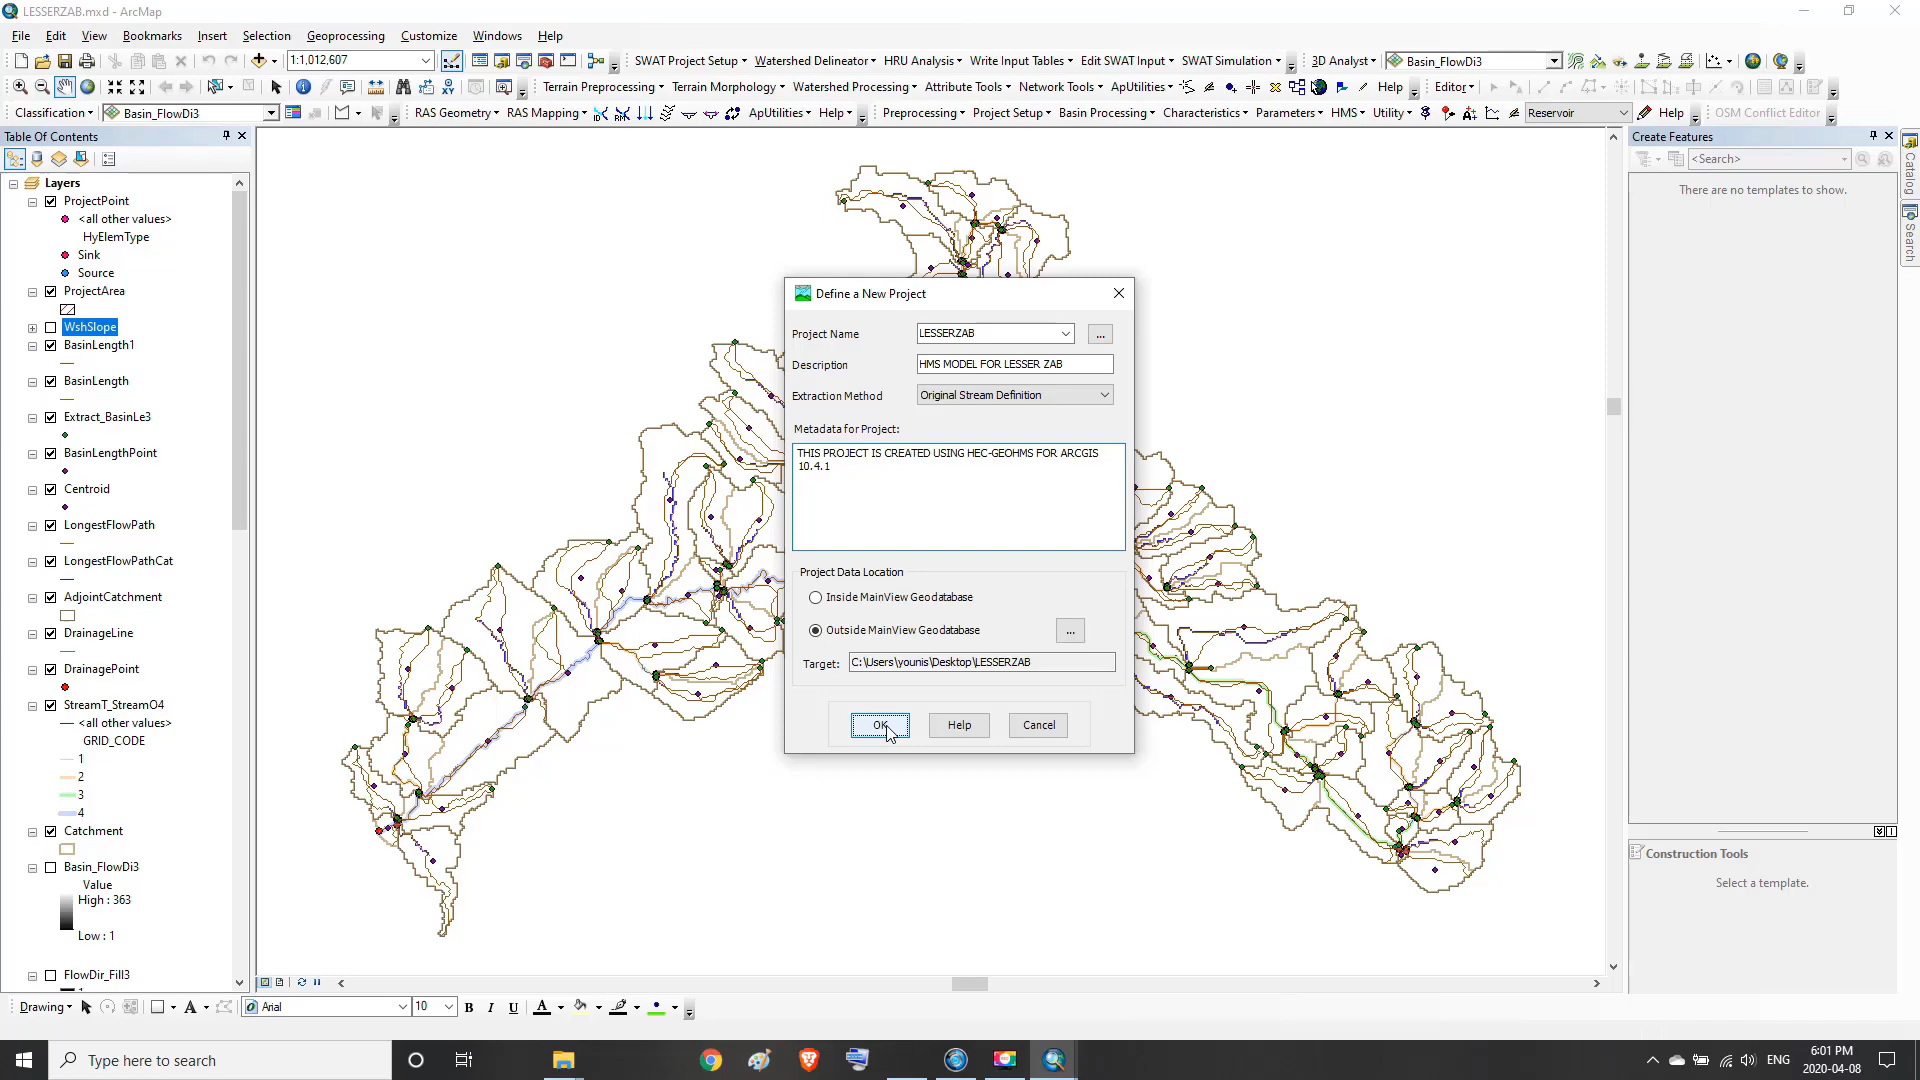 LESSERZAB.mxd - ArcMap
File Edit View Bookmarks Insert Selection Geoprocessing Customize Windows Help
1:1,012,607 SWAT Project Setup Watershed Delineator HRU Analysis Write Input Tables Edit SWAT Input SWAT Simulation 3D Analyst Basin_FlowDi3
Terrain Preprocessing Terrain Morphology Watershed Processing Attribute Tools Network Tools ApUtilities Help Editor
Classification Basin_FlowDi3 RAS Geometry RAS Mapping ApUtilities Help Preprocessing Project Setup Basin Processing Characteristics Parameters HMS Utility Reservoir Help OSM Conflict Editor
Table Of Contents
Layers
ProjectPoint
<all other values>
HyElemType
Sink
Source
ProjectArea
WshSlope
BasinLength1
BasinLength
Extract_BasinLe3
BasinLengthPoint
Centroid
LongestFlowPath
LongestFlowPathCat
AdjointCatchment
DrainageLine
DrainagePoint
StreamT_StreamO4
<all other values>
GRID_CODE
1
2
3
4
Catchment
Basin_FlowDi3
Value
High : 363
Low : 1
FlowDir_Fill3
Define a New Project
Project Name LESSERZAB ...
Description HMS MODEL FOR LESSER ZAB
Extraction Method Original Stream Definition
Metadata for Project:
THIS PROJECT IS CREATED USING HEC-GEOHMS FOR ARCGIS
10.4.1
Project Data Location
Inside MainView Geodatabase
Outside MainView Geodatabase ...
Target: C:\Users\younis\Desktop\LESSERZAB
OK Help Cancel
Create Features
<Search>
There are no templates to show.
Construction Tools
Select a template.
Catalog
Search
Drawing A Arial 10 B I U A
Type here to search
ENG
6:01 PM
2020-04-08